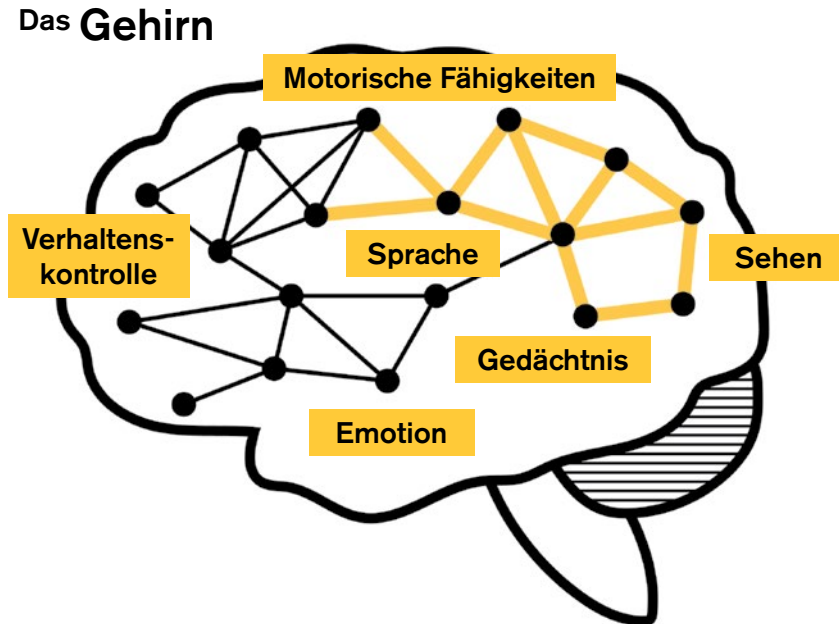 Das Gehirn
Motorische Fähigkeiten
Verhaltens-
kontrolle
Sprache
Sehen
Gedächtnis
Emotion